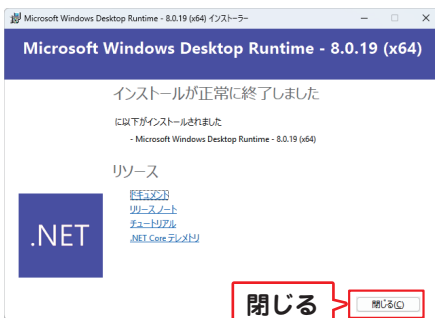 Microsoft Windows Desktop Runtime - 8.0.19 (x64) インストーラー
Microsoft Windows Desktop Runtime - 8.0.19 (x64)
インストールが正常に終了しました
に以下がインストールされました
- Microsoft Windows Desktop Runtime - 8.0.19 (x64)
リソース
ドキュメント
リリース ノート
チュートリアル
.NET Core テレメトリ
.NET
閉じる
閉じる(C)